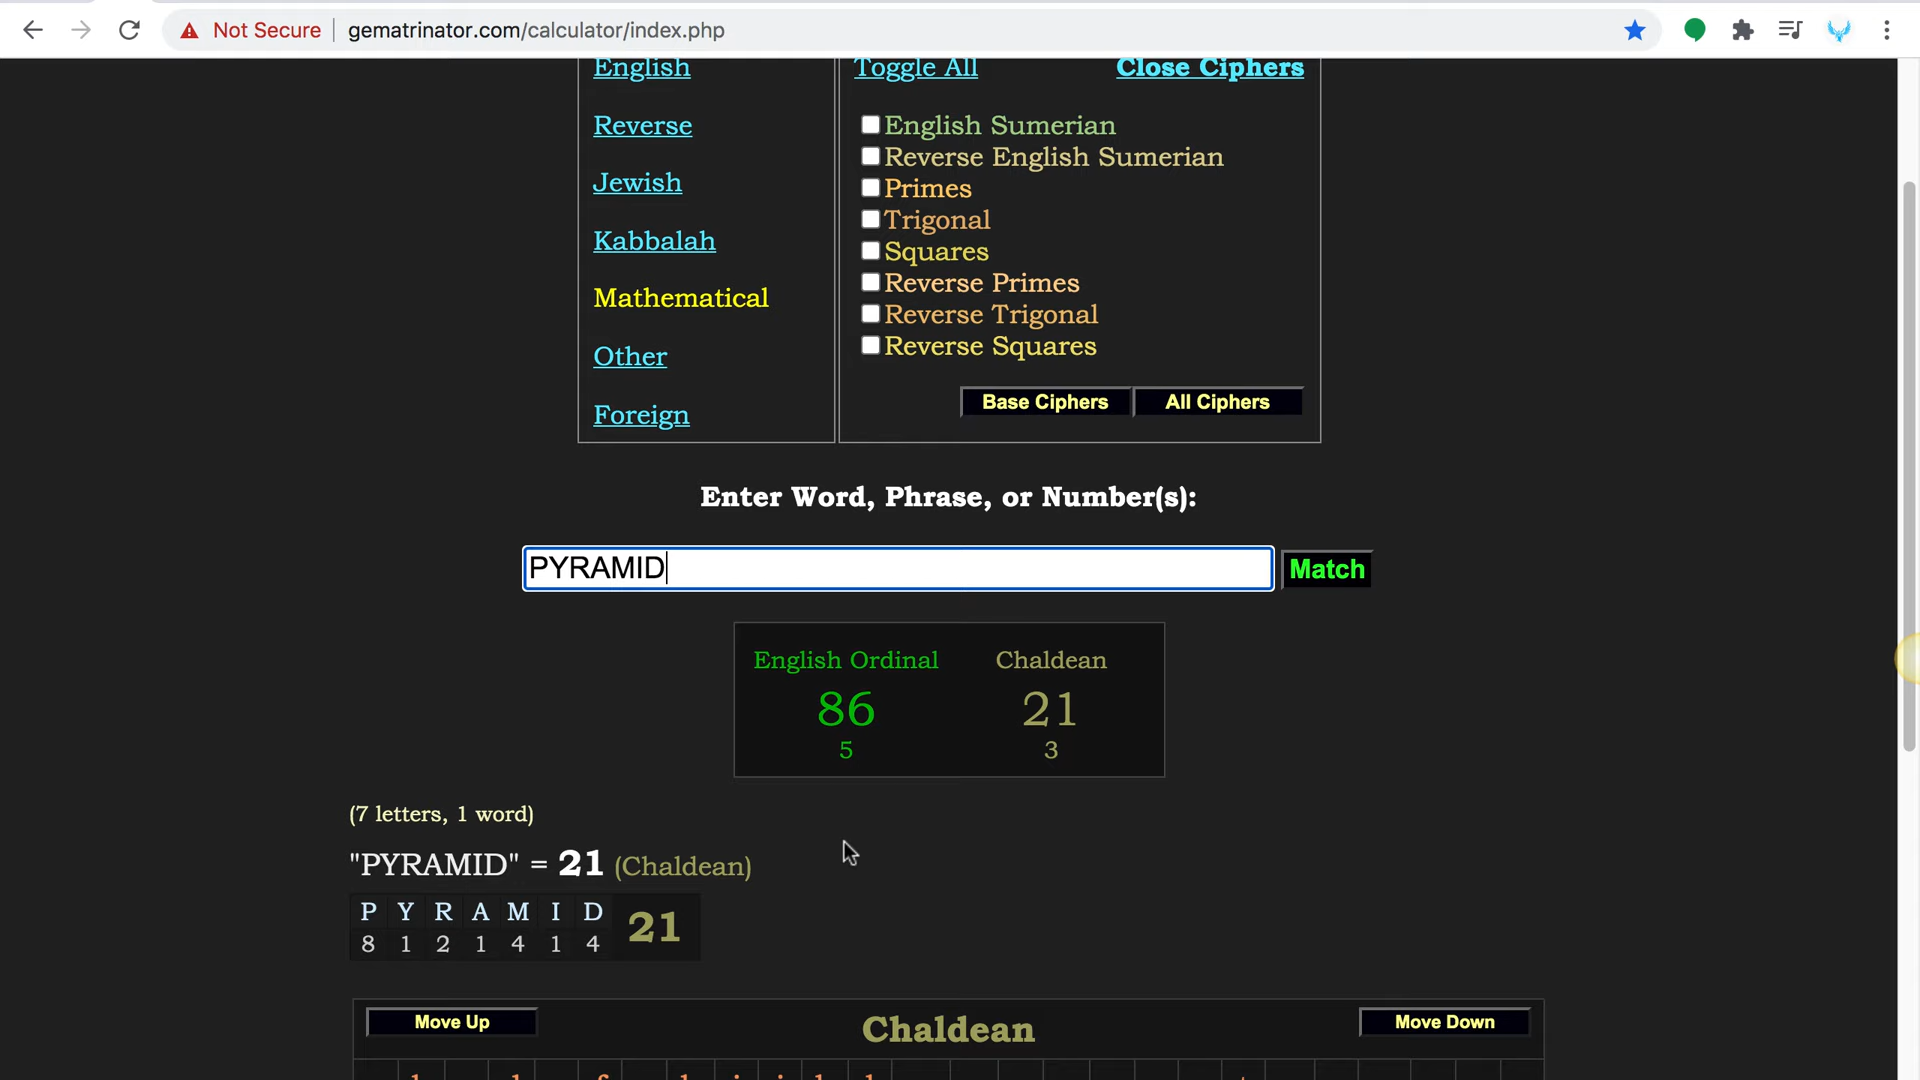 Not Secure gematrinator.com/calculator/index.php
English Toggle All Close Ciphers
English Sumerian
Reverse Reverse English Sumerian
Jewish Primes
Trigonal
Kabbalah Squares
Mathematical Reverse Primes
Reverse Trigonal
Other Reverse Squares
Foreign Base Ciphers All Ciphers
Enter Word, Phrase, or Number(s):
PYRAMID Match
English Ordinal Chaldean
86 21
5 3
(7 letters, 1 word)
"PYRAMID" = 21 (Chaldean)
P Y R A M I D 21
8 1 2 1 4 1 4
Move Up Chaldean Move Down